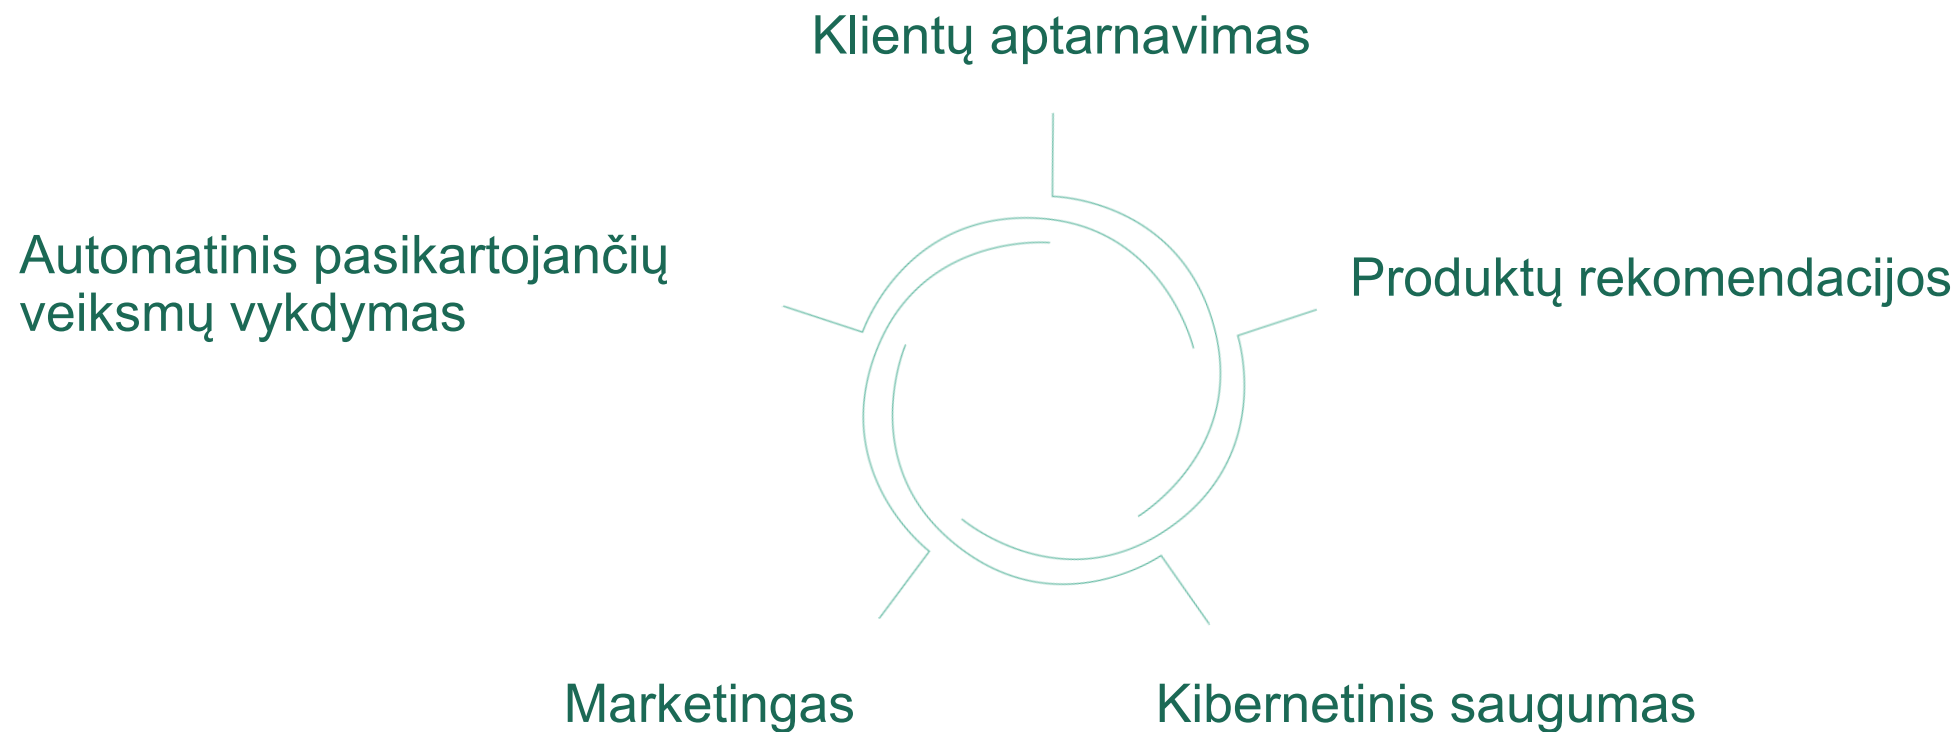 Klientų aptarnavimas
Automatinis pasikartojančių
veiksmų vykdymas
Produktų rekomendacijos
Marketingas
Kibernetinis saugumas